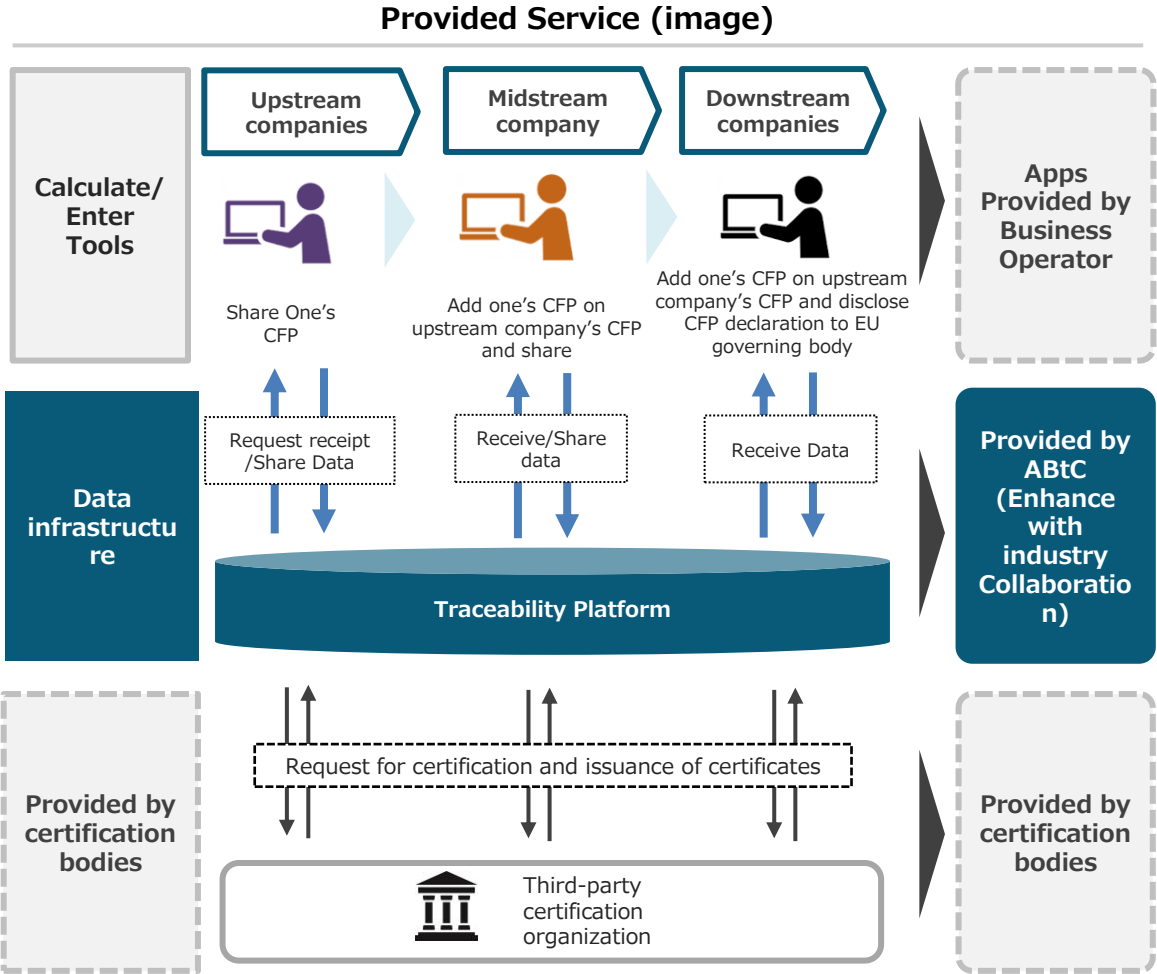 Provided Service (image)
Upstream
companies
Midstream
company
Downstream
companies
Calculate/
Enter
Tools
Apps
Provided by
Business
Operator
Share One’s
CFP
Add one’s CFP on
upstream company’s CFP
and share
Add one’s CFP on upstream
company’s CFP and disclose
CFP declaration to EU
governing body
Data
infrastructu
re
Request receipt
/Share Data
Receive/Share
data
Receive Data
Provided by
ABtC
(Enhance
with
industry
Collaboratio
n)
Traceability Platform
Provided by
certification
bodies
Request for certification and issuance of certificates
Provided by
certification
bodies
Third-party
certification
organization